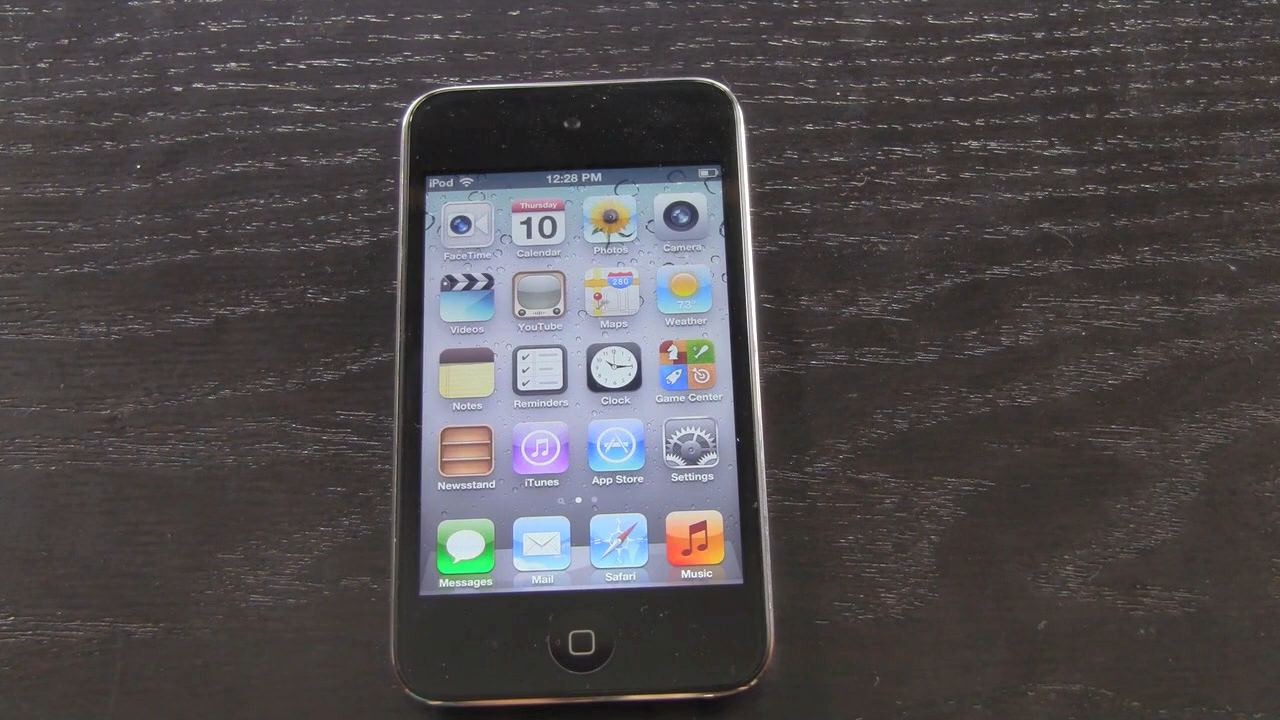 iPod 12:28 PM
Thursday
10
280
73°
FaceTime Calendar Photos Camera
Videos YouTube Maps Weather
Notes Reminders Clock Game Center
Newsstand iTunes App Store Settings
Messages Mail Safari Music